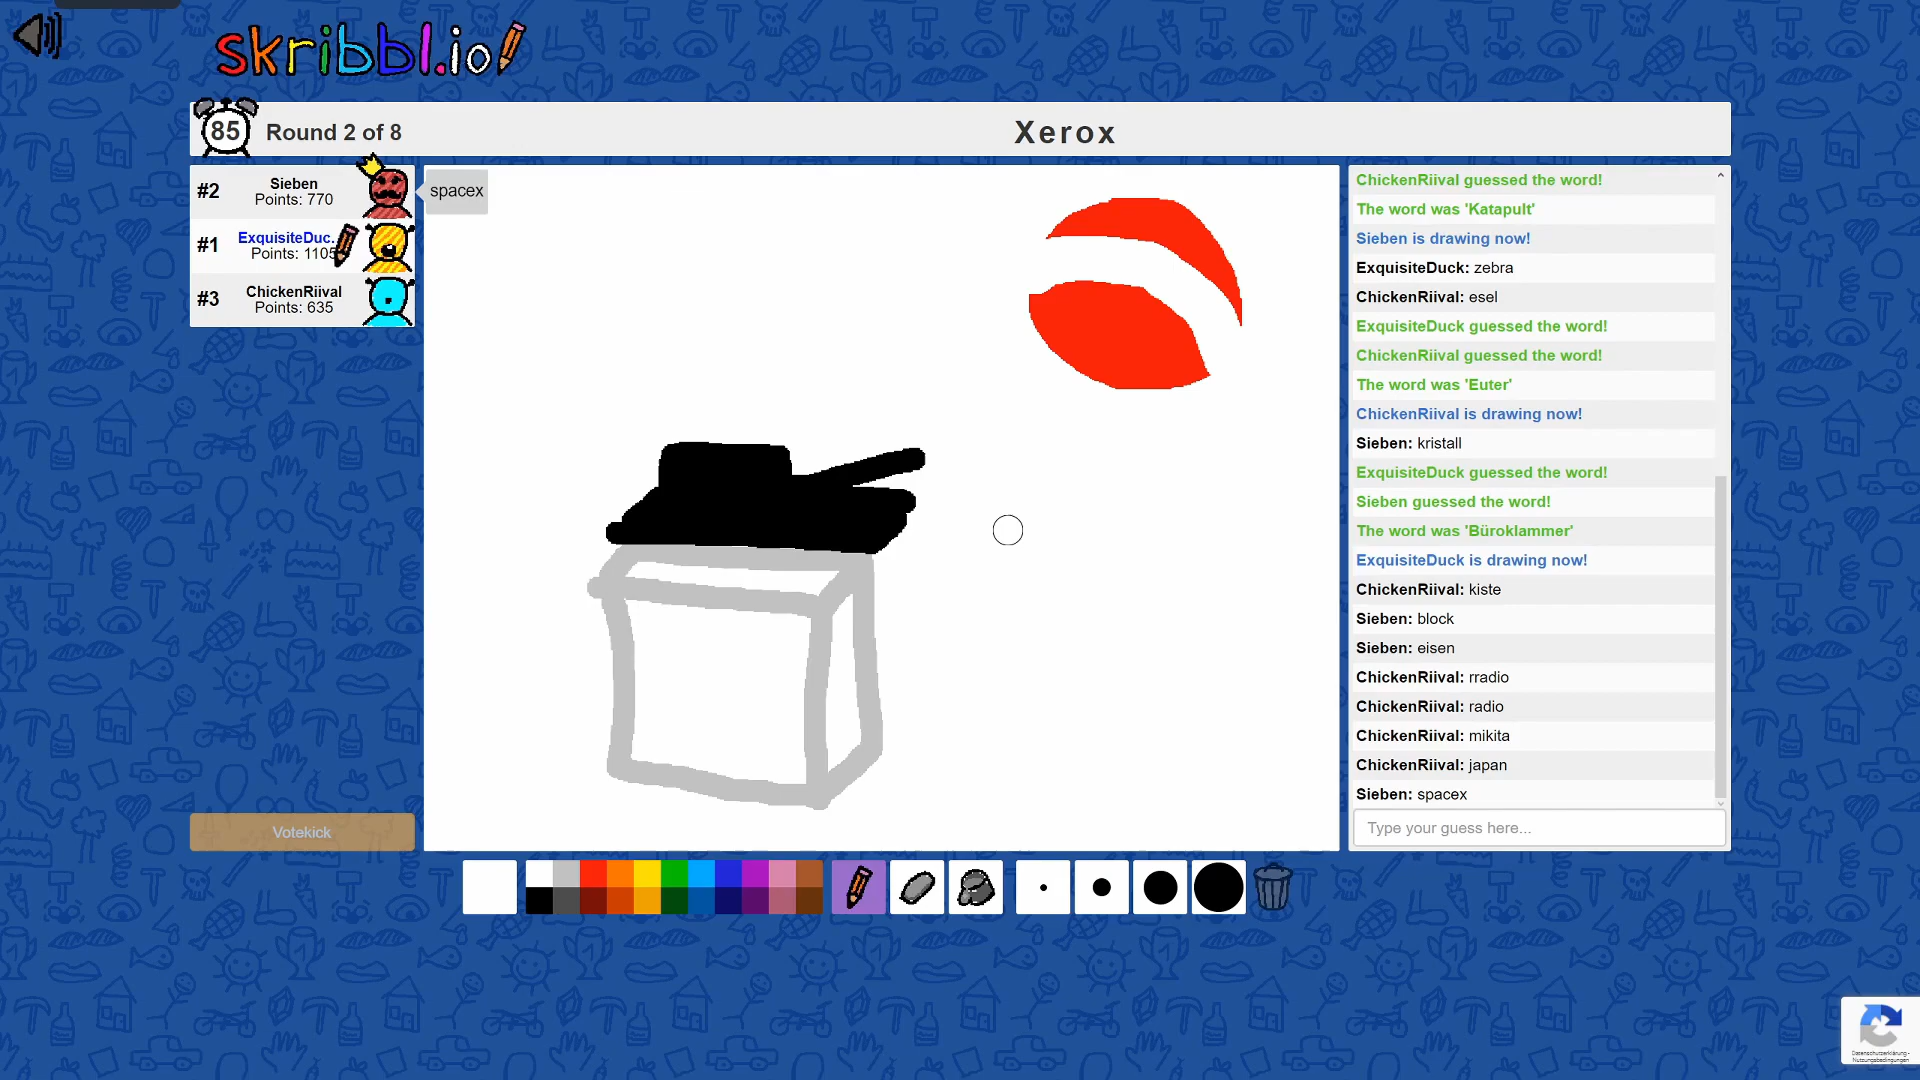 skribbl.io
85
Round 2 of 8
Xerox
#2
Sieben
Points: 770
spacex
#1
ExquisiteDuc..
Points: 1105
#3
ChickenRiival
Points: 635
Votekick
ChickenRiival guessed the word!
The word was 'Katapult'
Sieben is drawing now!
ExquisiteDuck: zebra
ChickenRiival: esel
ExquisiteDuck guessed the word!
ChickenRiival guessed the word!
The word was 'Euter'
ChickenRiival is drawing now!
Sieben: kristall
ExquisiteDuck guessed the word!
Sieben guessed the word!
The word was 'Büroklammer'
ExquisiteDuck is drawing now!
ChickenRiival: kiste
Sieben: block
Sieben: eisen
ChickenRiival: rradio
ChickenRiival: radio
ChickenRiival: mikita
ChickenRiival: japan
Sieben: spacex
Type your guess here...
Datenschutzerklärung -
Nutzungsbedingungen